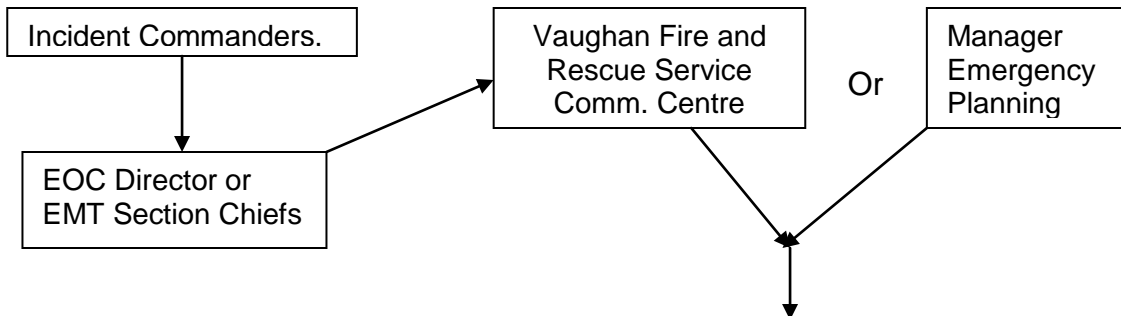 Incident Commanders.
Vaughan Fire and
Rescue Service
Comm. Centre
Or
Manager
Emergency
Planning
EOC Director or
EMT Section Chiefs